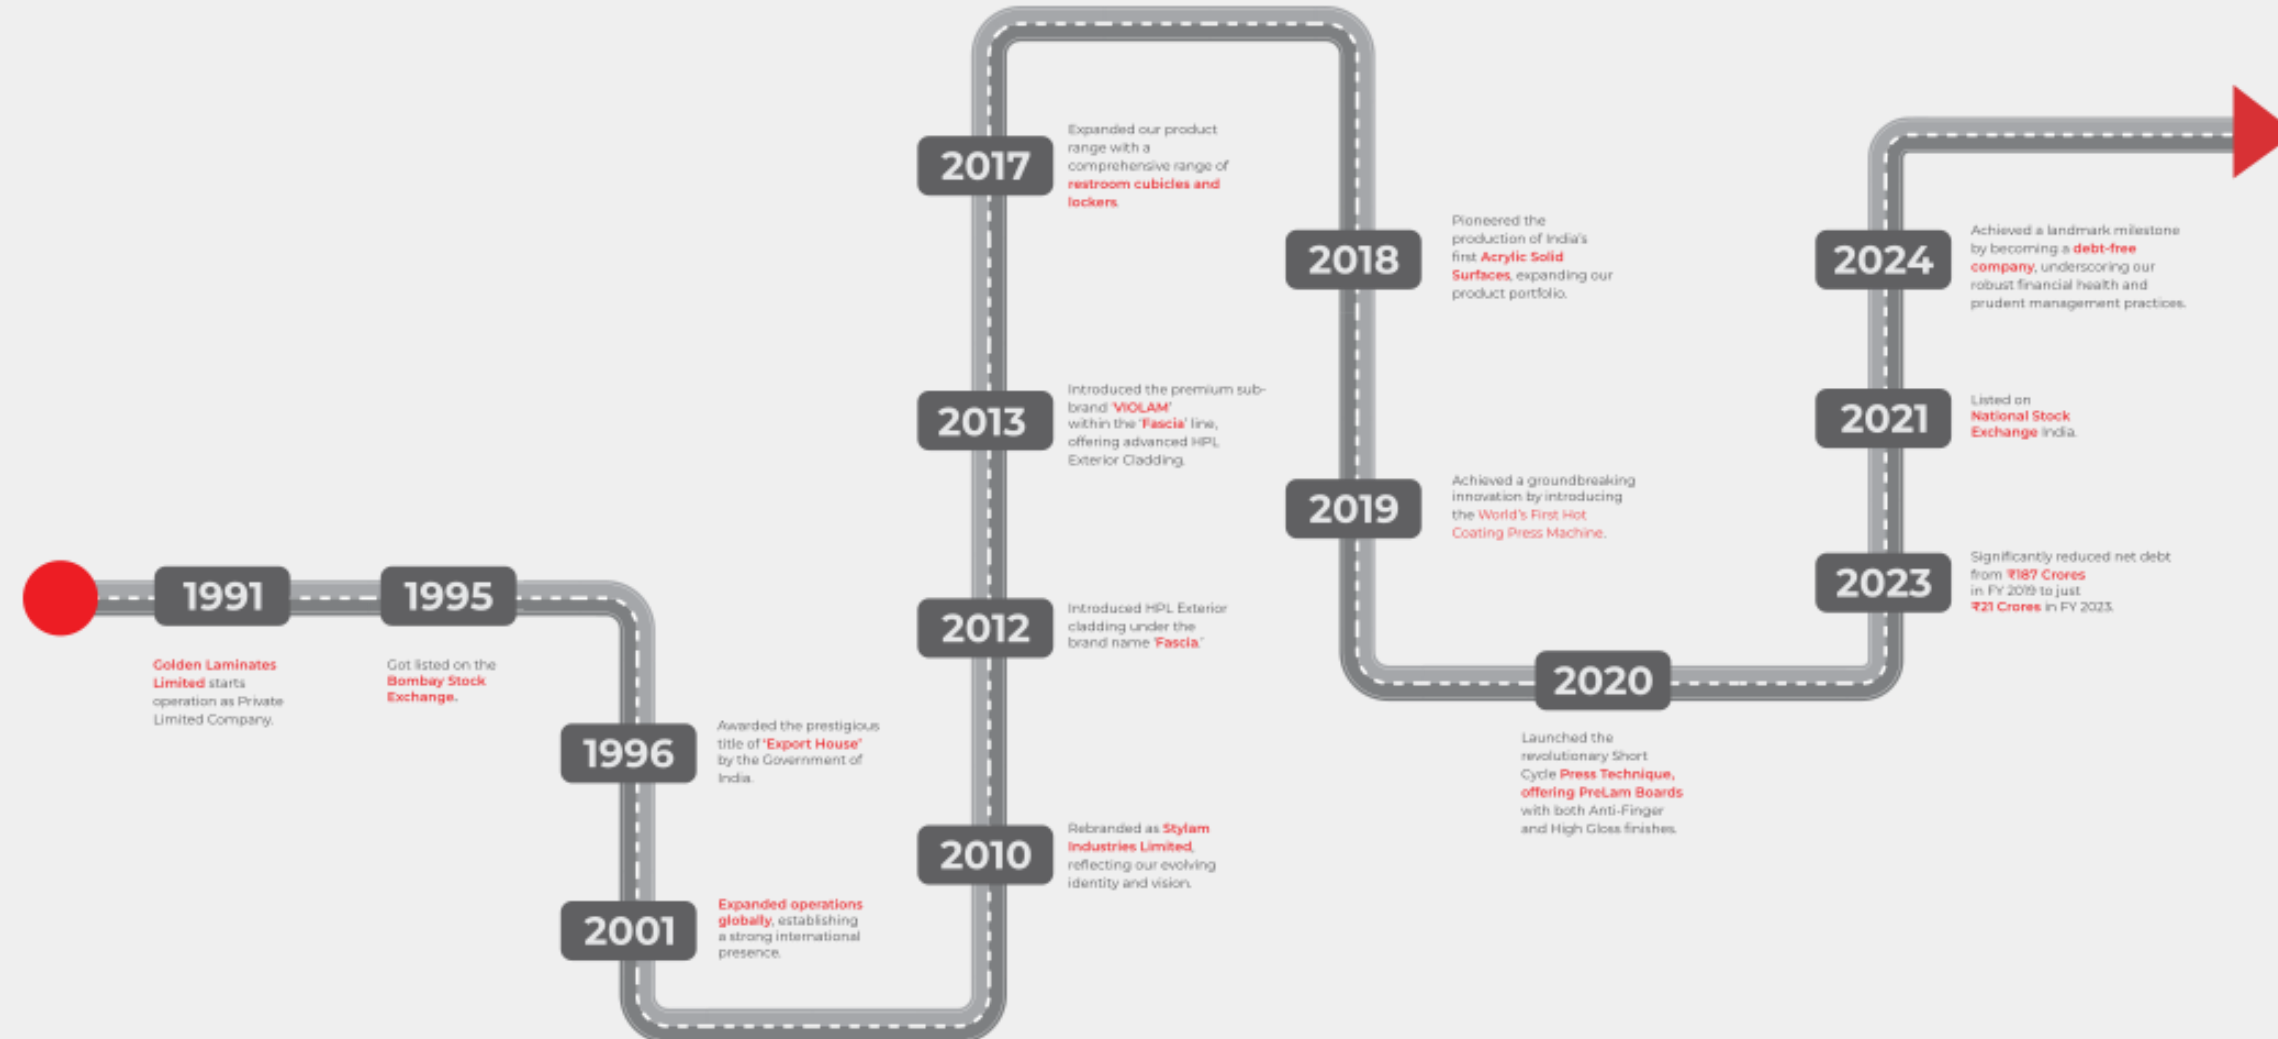 1991
Golden Laminates
Limited starts
operation as Private
Limited Company.
1995
Got listed on the
Bombay Stock
Exchange.
1996
Awarded the prestigious
title of 'Export House'
by the Government of
India.
2001
Expanded operations
globally, establishing
a strong international
presence.
2010
Rebranded as Stylam
Industries Limited,
reflecting our evolving
identity and vision.
2012
Introduced HPL Exterior
cladding under the
brand name 'Fascia.'
2013
Introduced the premium sub-
brand 'VIOLAM'
within the 'Fascia' line,
offering advanced HPL
Exterior Cladding.
2017
Expanded our product
range with a
comprehensive range of
restroom cubicles and
lockers.
2018
Pioneered the
production of India's
first Acrylic Solid
Surfaces, expanding our
product portfolio.
2019
Achieved a groundbreaking
innovation by introducing
the World's First Hot
Coating Press Machine.
2020
Launched the
revolutionary Short
Cycle Press Technique,
offering PreLam Boards
with both Anti-Finger
and High Gloss finishes.
2023
Significantly reduced net debt
from ₹187 Crores
in FY 2019 to just
₹21 Crores in FY 2023.
2021
Listed on
National Stock
Exchange India.
2024
Achieved a landmark milestone
by becoming a debt-free
company, underscoring our
robust financial health and
prudent management practices.